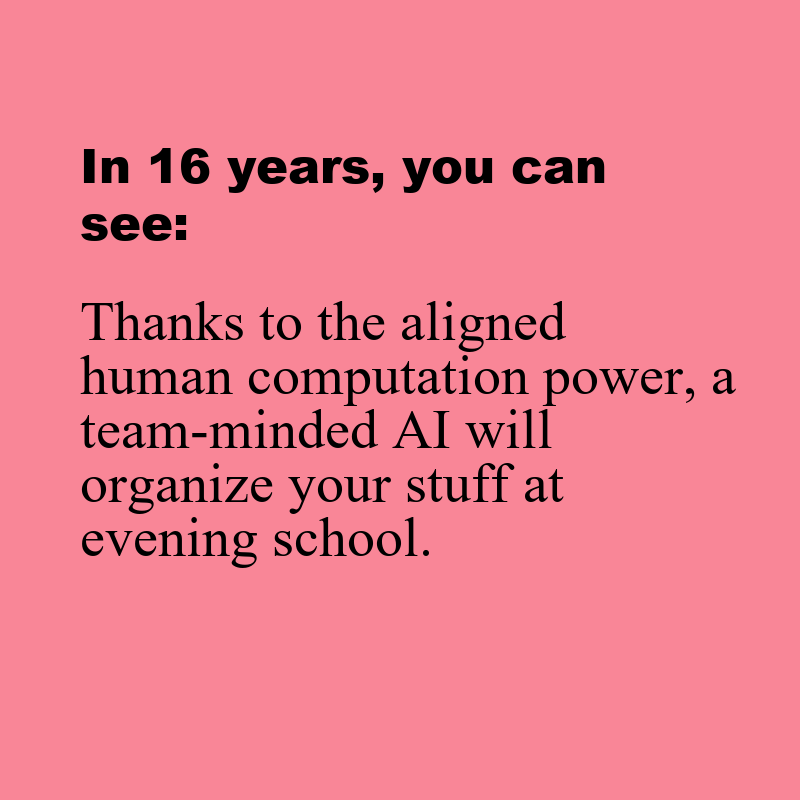 In 16 years, you can
see:
Thanks to the aligned
human computation power, a
team-minded AI will
organize your stuff at
evening school.